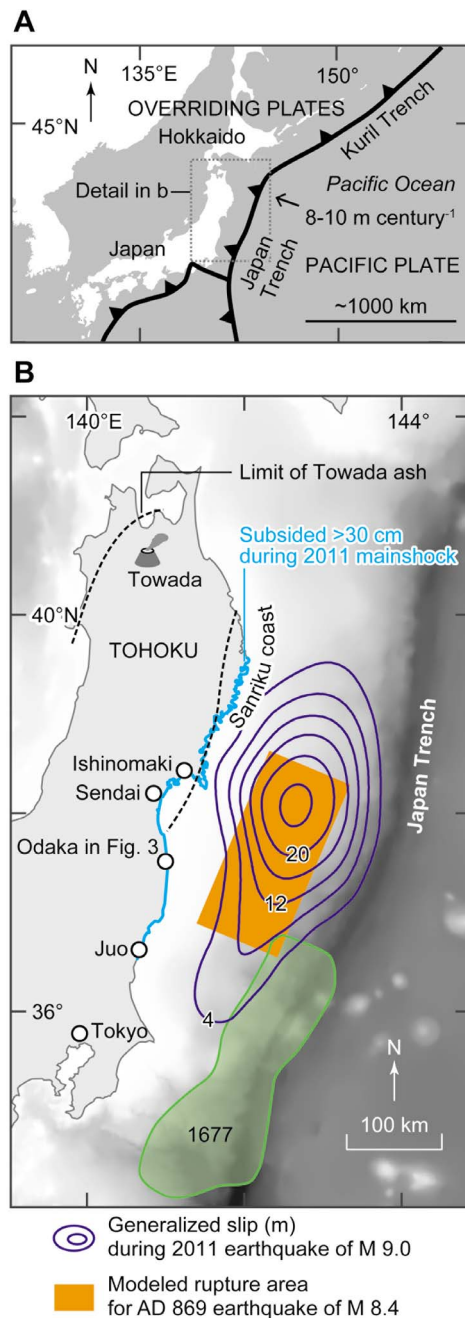 A
135°E
150°
N
OVERRIDING PLATES
45°N
Hokkaido
Kuril Trench
Detail in b
Pacific Ocean
8-10 m century⁻¹
Japan
Japan
Trench
PACIFIC PLATE
~1000 km
B
140°E
144°
Limit of Towada ash
Subsided >30 cm
during 2011 mainshock
Towada
40°N
TOHOKU
Sanriku coast
Ishinomaki
Sendai
Japan Trench
20
Odaka in Fig. 3
12
Juo
36°
4
Tokyo
N
100 km
1677
Generalized slip (m)
during 2011 earthquake of M 9.0
Modeled rupture area
for AD 869 earthquake of M 8.4